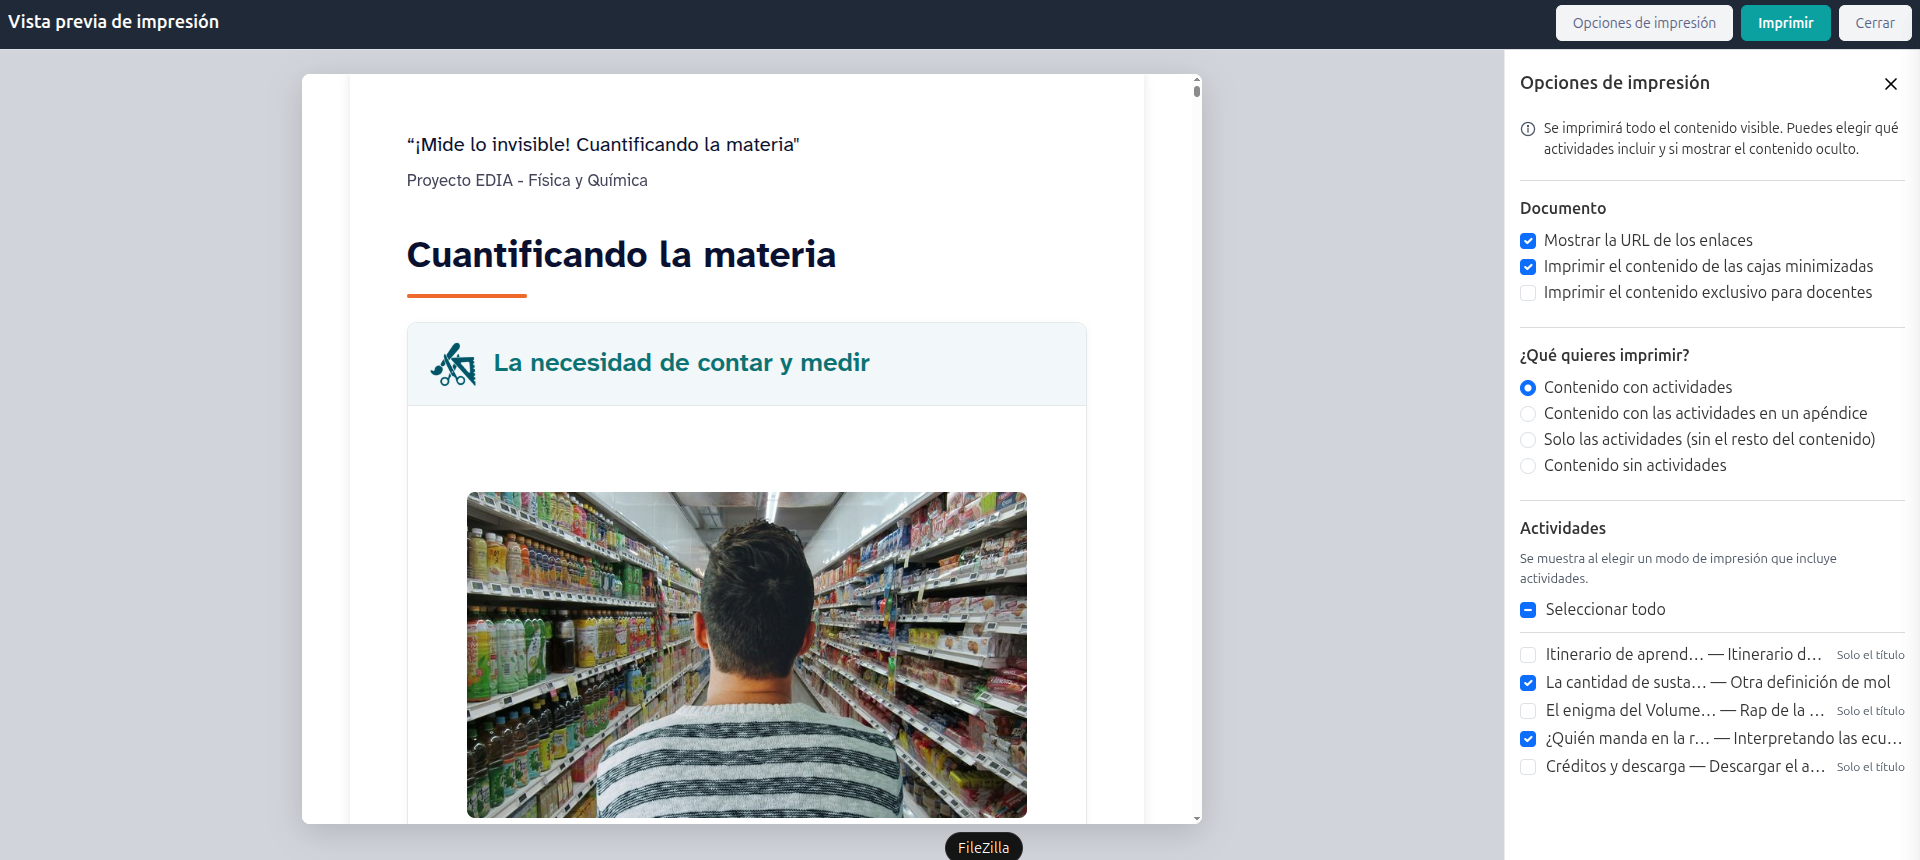 Vista previa de impresión
Opciones de impresión
Imprimir
Cerrar
“¡Mide lo invisible! Cuantificando la materia"
Proyecto EDIA - Física y Química
Cuantificando la materia
La necesidad de contar y medir
FileZilla
Opciones de impresión
Se imprimirá todo el contenido visible. Puedes elegir qué
actividades incluir y si mostrar el contenido oculto.
Documento
Mostrar la URL de los enlaces
Imprimir el contenido de las cajas minimizadas
Imprimir el contenido exclusivo para docentes
¿Qué quieres imprimir?
Contenido con actividades
Contenido con las actividades en un apéndice
Solo las actividades (sin el resto del contenido)
Contenido sin actividades
Actividades
Se muestra al elegir un modo de impresión que incluye
actividades.
Seleccionar todo
Itinerario de aprend… — Itinerario d… Solo el título
La cantidad de susta… — Otra definición de mol
El enigma del Volume… — Rap de la … Solo el título
¿Quién manda en la r… — Interpretando las ecu…
Créditos y descarga — Descargar el a… Solo el título